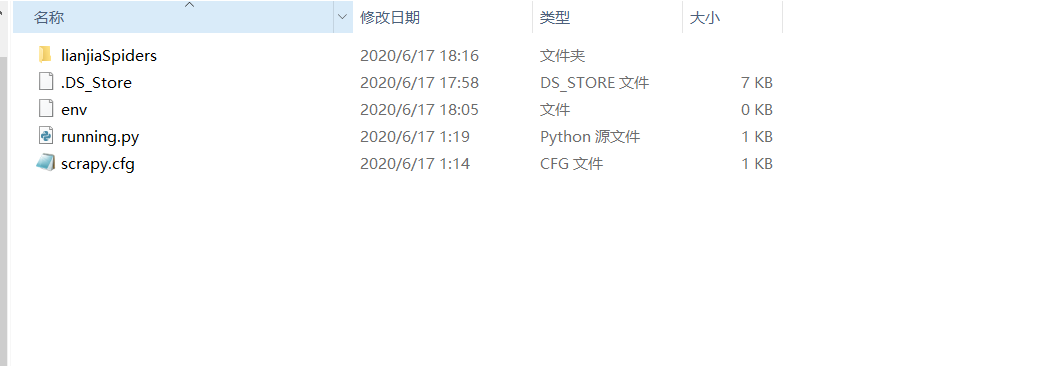 名称 修改日期 类型 大小
lianjiaSpiders 2020/6/17 18:16 文件夹
.DS_Store 2020/6/17 17:58 DS_STORE 文件 7 KB
env 2020/6/17 18:05 文件 0 KB
running.py 2020/6/17 1:19 Python 源文件 1 KB
scrapy.cfg 2020/6/17 1:14 CFG 文件 1 KB